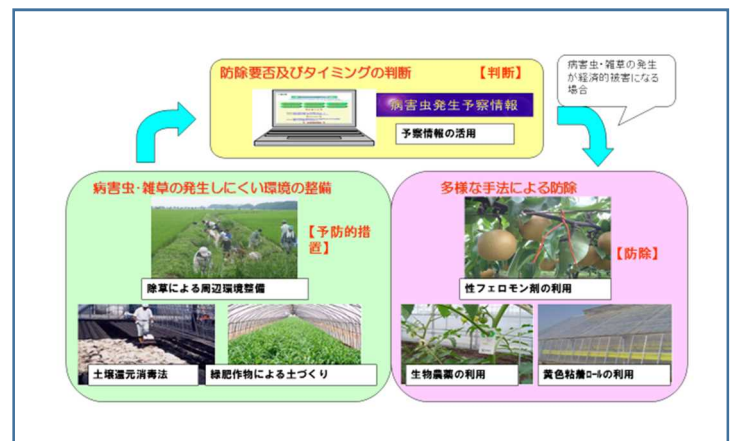 防除要否及びタイミングの判断 【判断】
病害虫発生予察情報
予察情報の活用
病害虫・雑草の発生
が経済的被害になる
場合
病害虫・雑草の発生しにくい環境の整備
【予防的措
置】
除草による周辺環境整備
土壌還元消毒法
緑肥作物による土づくり
多様な手法による防除
【防除】
性フェロモン剤の利用
生物農薬の利用
黄色粘着ロールの利用